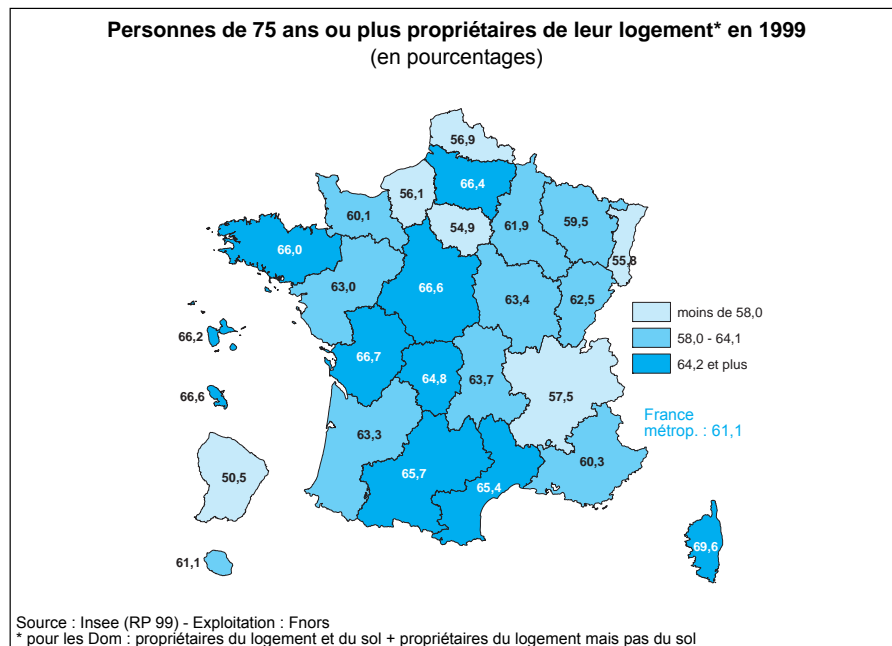 Personnes de 75 ans ou plus propriétaires de leur logement* en 1999
(en pourcentages)
56,9
66,4
56,1
60,1
54,9
61,9
59,5
55,8
66,0
63,0
66,6
63,4
62,5
moins de 58,0
58,0 - 64,1
64,2 et plus
66,2
66,7
64,8
63,7
57,5
66,6
France
métrop. : 61,1
63,3
60,3
50,5
65,7
65,4
69,6
61,1
Source : Insee (RP 99) - Exploitation : Fnors
* pour les Dom : propriétaires du logement et du sol + propriétaires du logement mais pas du sol